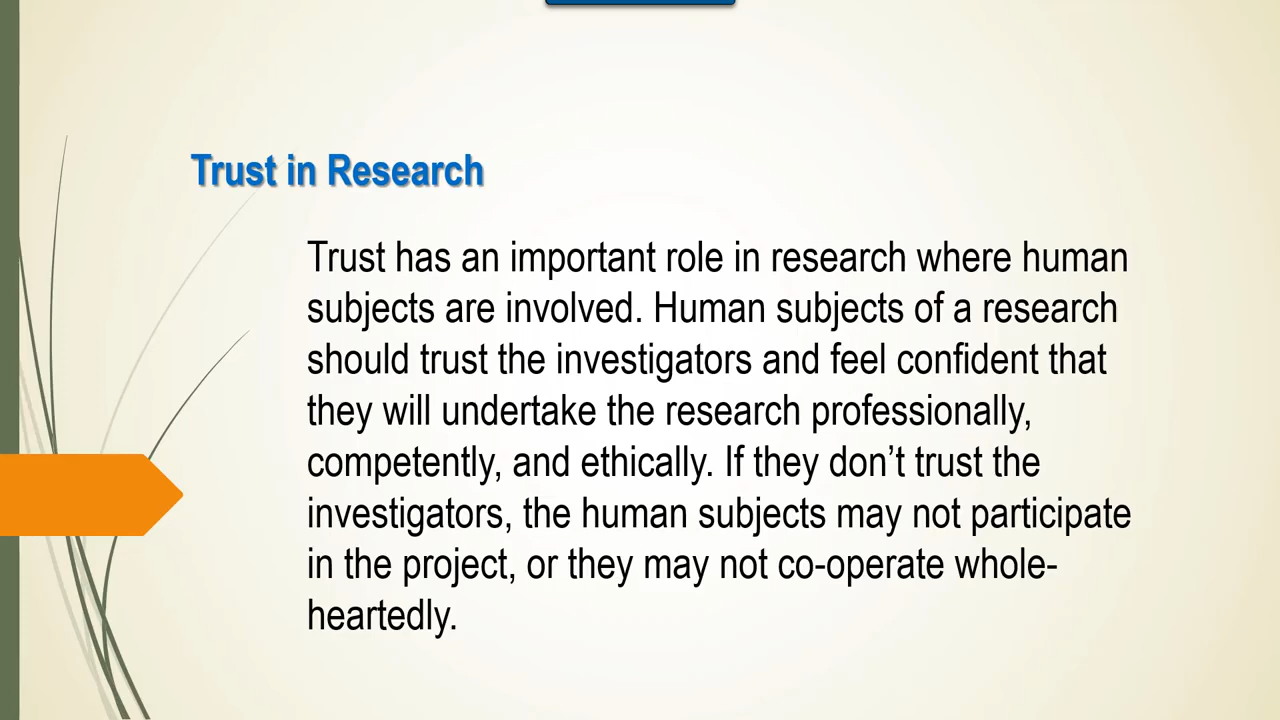 Trust in Research
Trust has an important role in research where human
subjects are involved. Human subjects of a research
should trust the investigators and feel confident that
they will undertake the research professionally,
competently, and ethically. If they don’t trust the
investigators, the human subjects may not participate
in the project, or they may not co-operate whole-
heartedly.